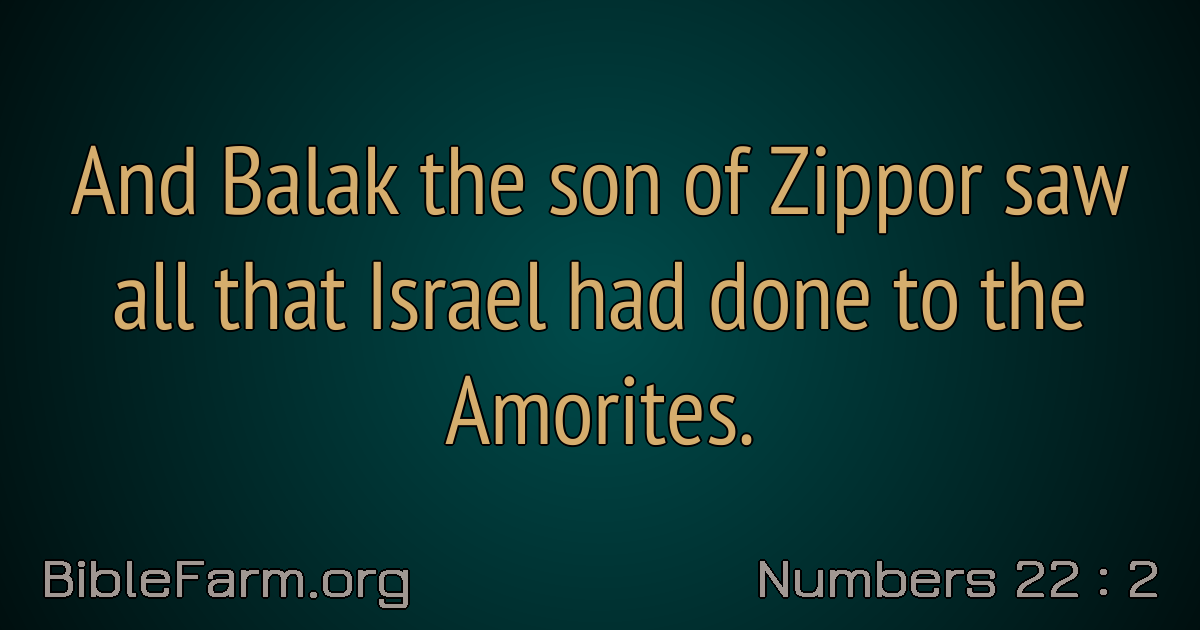 And Balak the son of Zippor saw
all that Israel had done to the
Amorites.
BibleFarm.org
Numbers 22 : 2